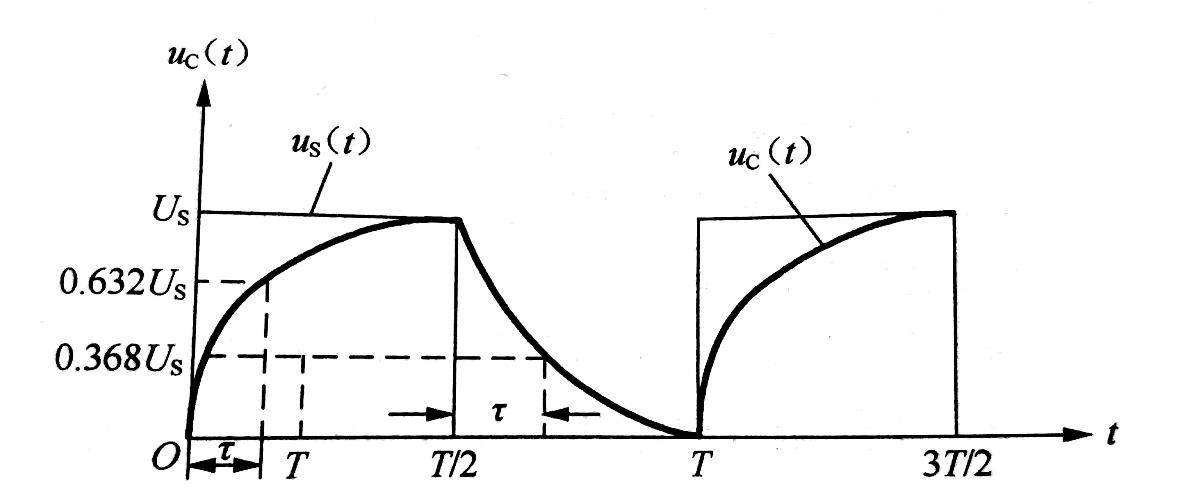 u_C(t)
u_S(t)
u_C(t)
U_S
0.632U_S
0.368U_S
τ
O τ T T/2 T 3T/2 t